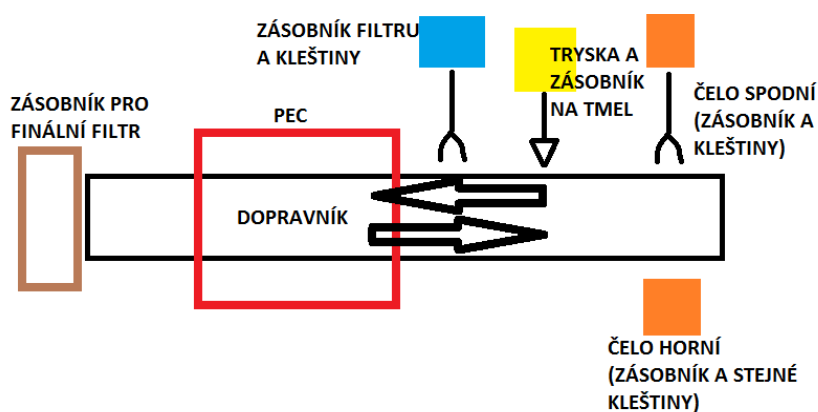 ZÁSOBNÍK FILTRU
A KLEŠTINY
TRYSKA A
ZÁSOBNÍK
NA TMEL
ČELO SPODNÍ
(ZÁSOBNÍK A
KLEŠTINY)
ZÁSOBNÍK PRO
FINÁLNÍ FILTR
PEC
DOPRAVNÍK
ČELO HORNÍ
(ZÁSOBNÍK A STEJNÉ
KLEŠTINY)